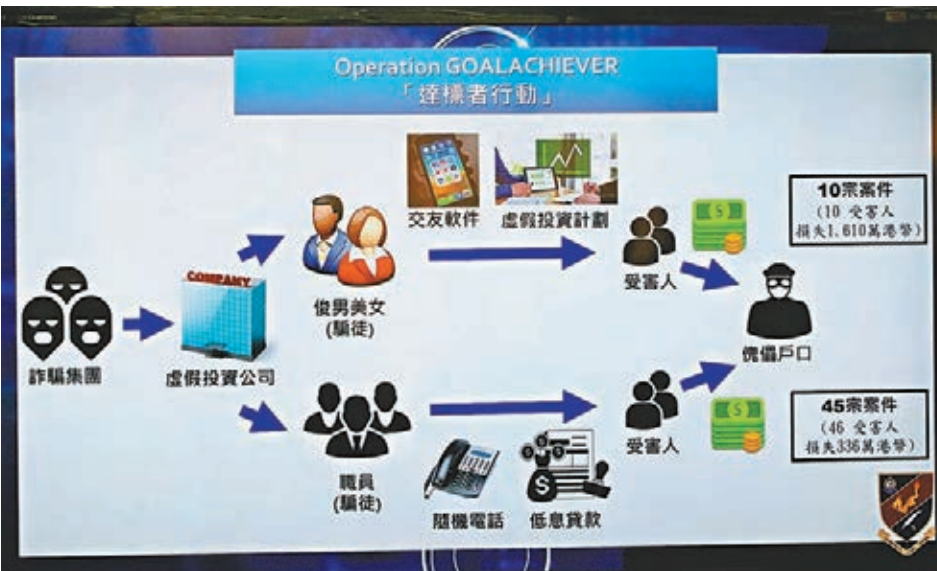 Operation GOALACHIEVER
「達標者行動」
交友軟件
虛假投資計劃
10宗案件
(10 受害人
損失1,610萬港幣)
COMPANY
俊男美女
(騙徒)
受害人
詐騙集團
虛假投資公司
傀儡戶口
職員
(騙徒)
受害人
45宗案件
(46 受害人
損失336萬港幣)
隨機電話
低息貸款